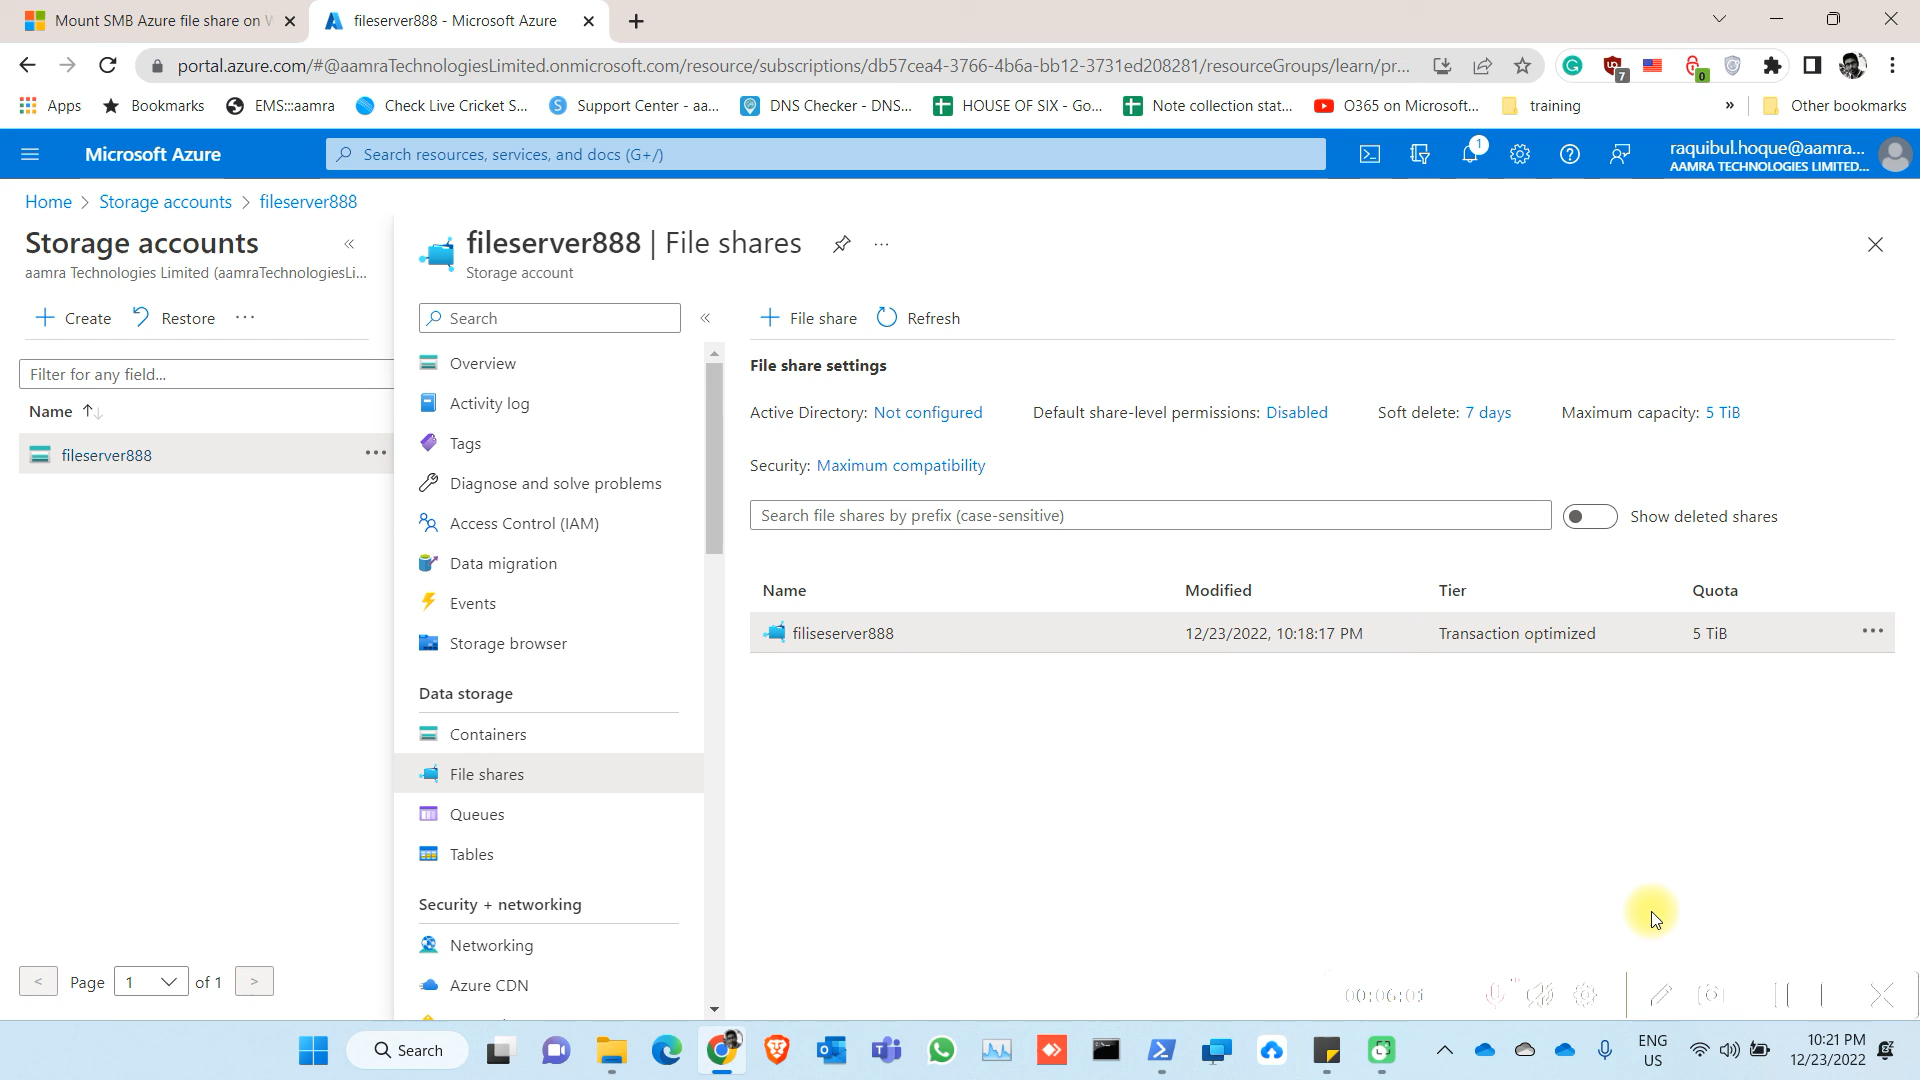 Mount SMB Azure file share on W
fileserver888 - Microsoft Azure
portal.azure.com/#@aamraTechnologiesLimited.onmicrosoft.com/resource/subscriptions/db57cea4-3766-4b6a-bb12-3731ed208281/resourceGroups/learn/pr...
7
0
Apps
Bookmarks
EMS:::aamra
Check Live Cricket S...
Support Center - aa...
DNS Checker - DNS...
HOUSE OF SIX - Go...
Note collection stat...
O365 on Microsoft...
training
»
Other bookmarks
Microsoft Azure
Search resources, services, and docs (G+/)
1
raquibul.hoque@aamra...
AAMRA TECHNOLOGIES LIMITED...
Home > Storage accounts > fileserver888
Storage accounts
«
aamra Technologies Limited (aamraTechnologiesLi...
Create
Restore
...
Filter for any field...
Name ↑↓
fileserver888
...
< Page 1 of 1 >
fileserver888 | File shares
...
Storage account
Search
«
Overview
Activity log
Tags
Diagnose and solve problems
Access Control (IAM)
Data migration
Events
Storage browser
Data storage
Containers
File shares
Queues
Tables
Security + networking
Networking
Azure CDN
File share
Refresh
File share settings
Active Directory: Not configured
Default share-level permissions: Disabled
Soft delete: 7 days
Maximum capacity: 5 TiB
Security: Maximum compatibility
Search file shares by prefix (case-sensitive)
Show deleted shares
Name Modified Tier Quota
filiseserver888 12/23/2022, 10:18:17 PM Transaction optimized 5 TiB ...
00:06:01
Search
ENG
US
10:21 PM
12/23/2022